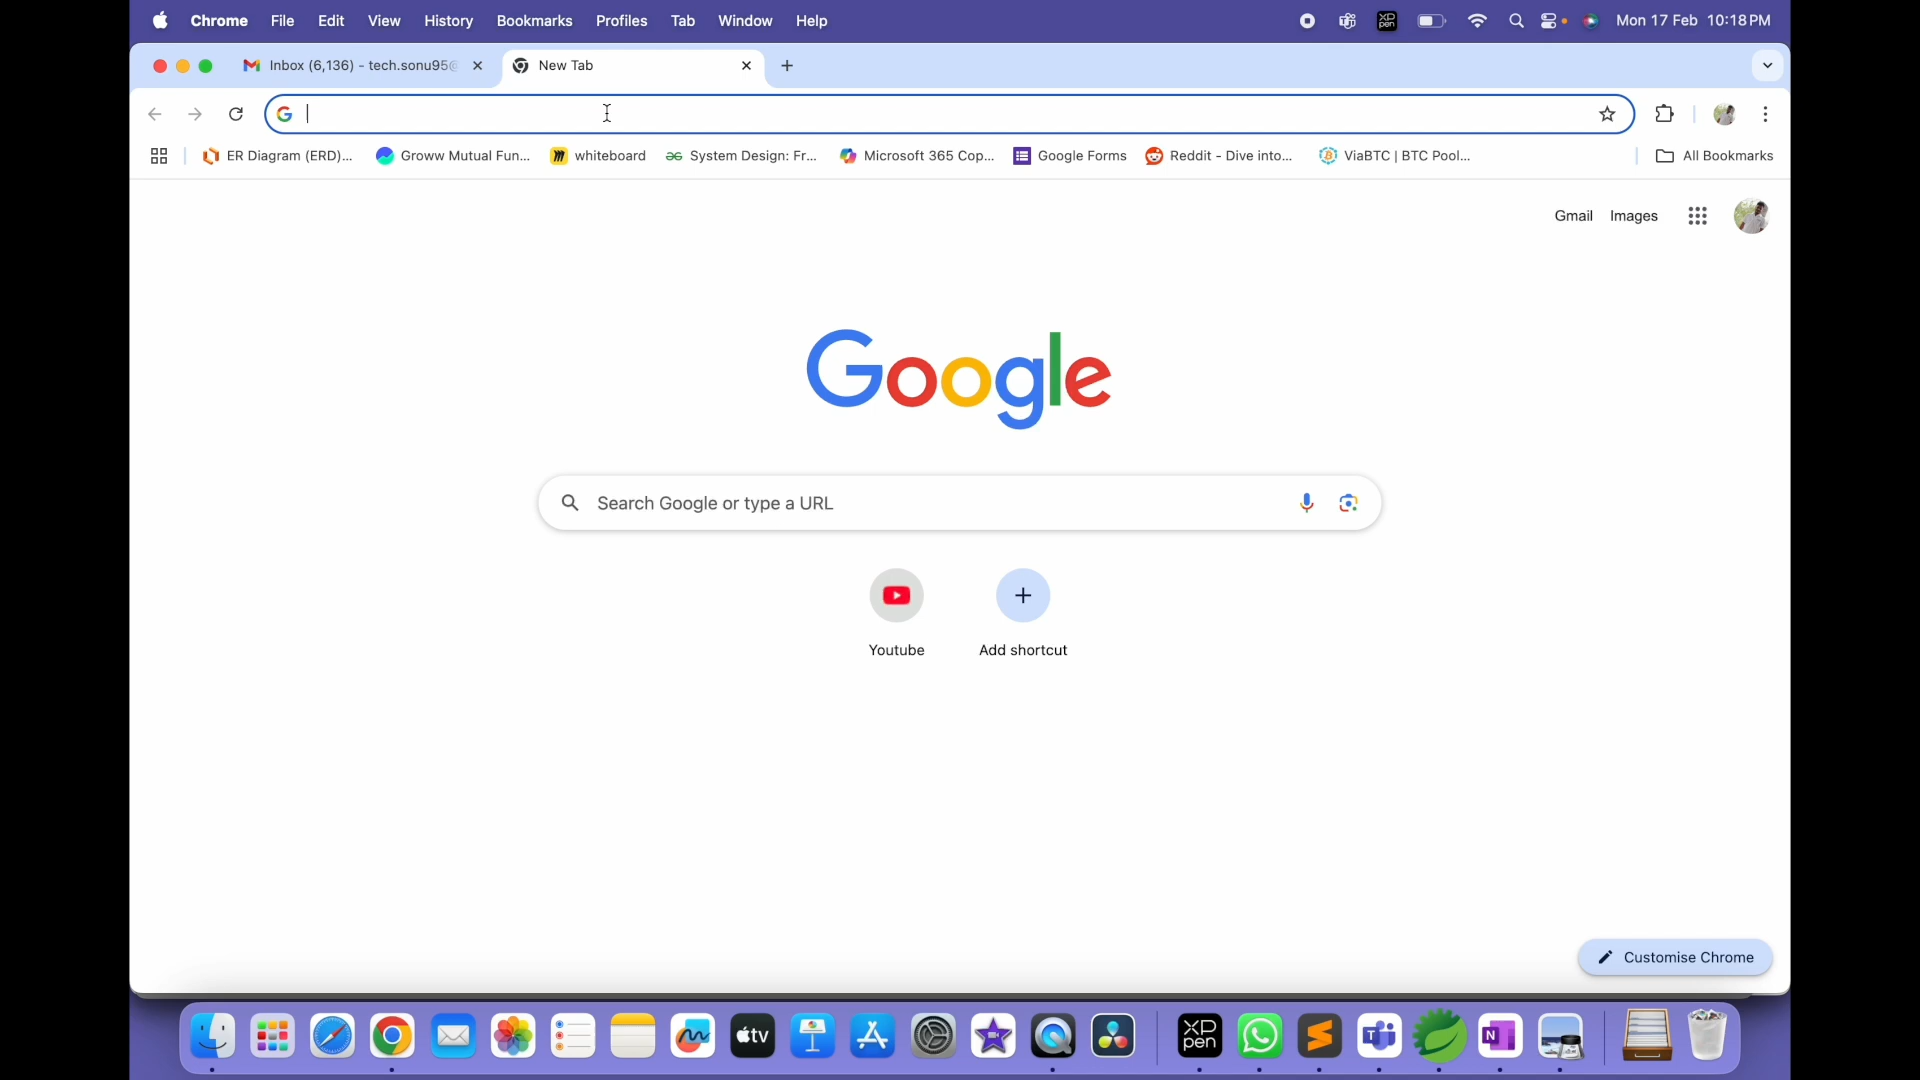 Chrome File Edit View History Bookmarks Profiles Tab Window Help Mon 17 Feb 10:18 PM
Inbox (6,136) - tech.sonu95@ New Tab
ER Diagram (ERD)... Groww Mutual Fun... whiteboard System Design: Fr... Microsoft 365 Cop... Google Forms Reddit - Dive into... ViaBTC | BTC Pool... All Bookmarks
Gmail Images
Google
Search Google or type a URL
Youtube Add shortcut
Customise Chrome
tv XP pen